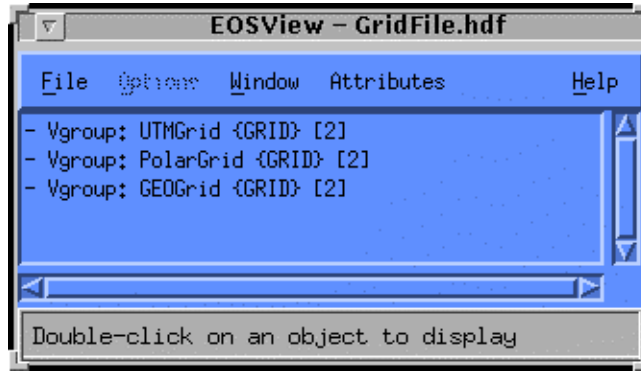 EOSView – GridFile.hdf
File Options Window Attributes Help
- Vgroup: UTMGrid {GRID} [2]
- Vgroup: PolarGrid {GRID} [2]
- Vgroup: GEOGrid {GRID} [2]
Double-click on an object to display